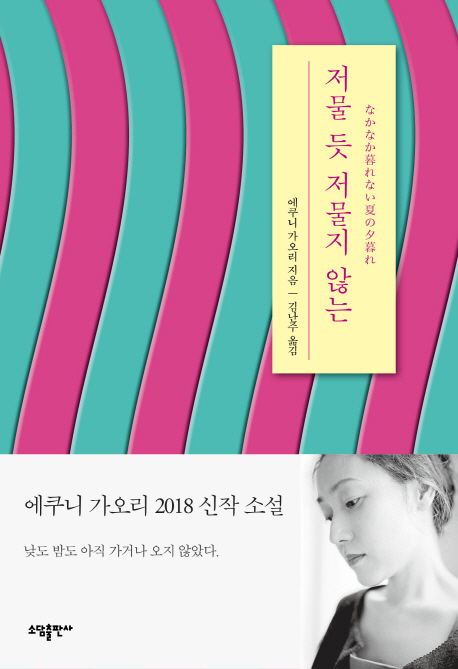 なかなか暮れない夏の夕暮れ
저물 듯 저물지 않는
에쿠니 가오리 지음 — 김난주 옮김
에쿠니 가오리 2018 신작 소설
낮도 밤도 아직 가거나 오지 않았다.
소담출판사